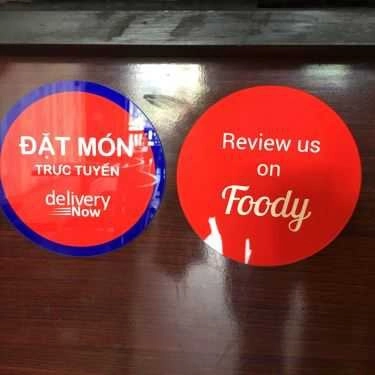 ĐẶT MÓN
TRỰC TUYẾN
delivery
Now
Review us
on
Foody